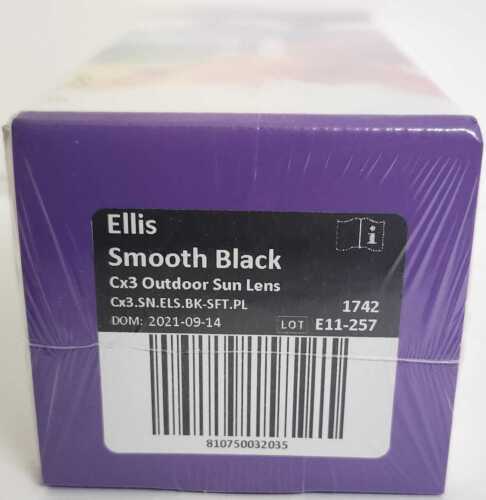 Ellis
Smooth Black
Cx3 Outdoor Sun Lens
Cx3.SN.ELS.BK-SFT.PL 1742
DOM: 2021-09-14 LOT E11-257
810750032035